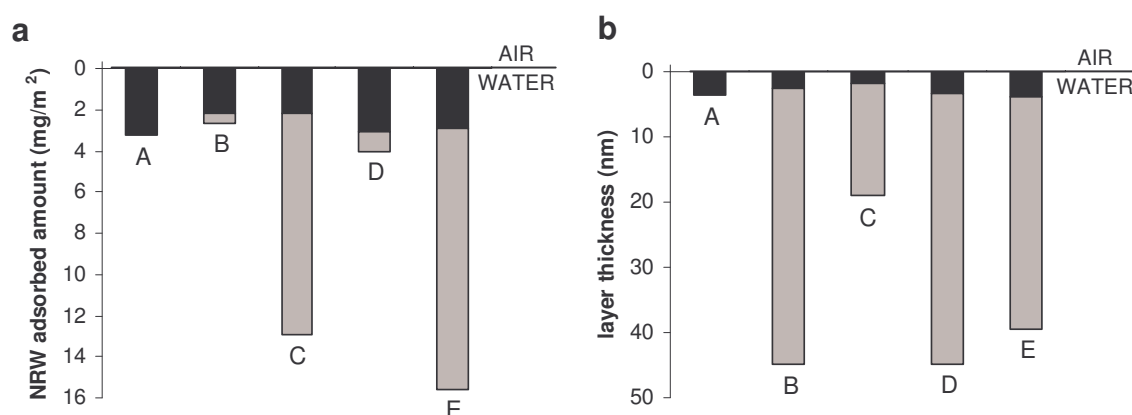 a
AIR
WATER
NRW adsorbed amount (mg/m²)
0
2
4
6
8
10
12
14
16
A
B
C
D
E
b
AIR
WATER
layer thickness (nm)
0
10
20
30
40
50
A
B
C
D
E